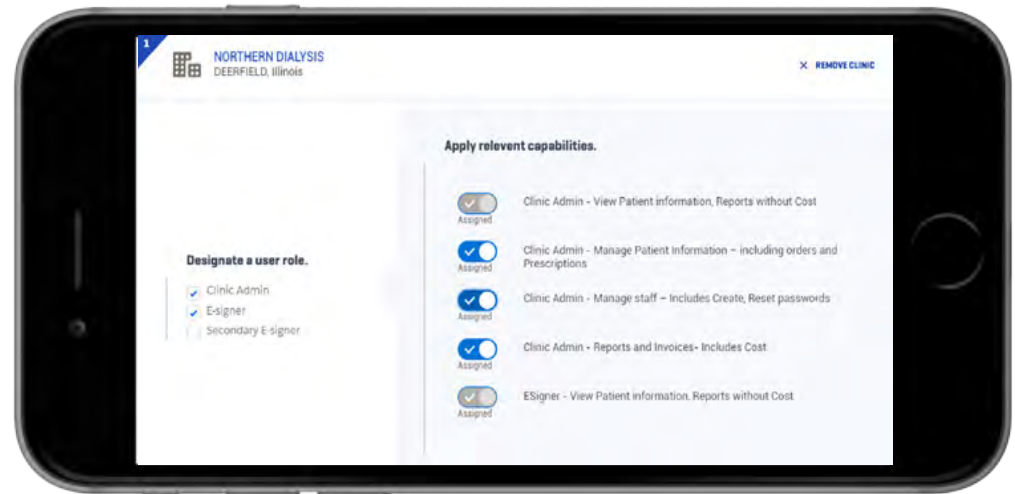 1
NORTHERN DIALYSIS
DEERFIELD, Illinois
X REMOVE CLINIC
Designate a user role.
Clinic Admin
E-signer
Secondary E-signer
Apply relevent capabilities.
Clinic Admin - View Patient information, Reports without Cost
Assigned
Clinic Admin - Manage Patient Information – including orders and
Prescriptions
Assigned
Clinic Admin - Manage staff – Includes Create, Reset passwords
Assigned
Clinic Admin - Reports and Invoices- Includes Cost
Assigned
ESigner - View Patient information, Reports without Cost
Assigned